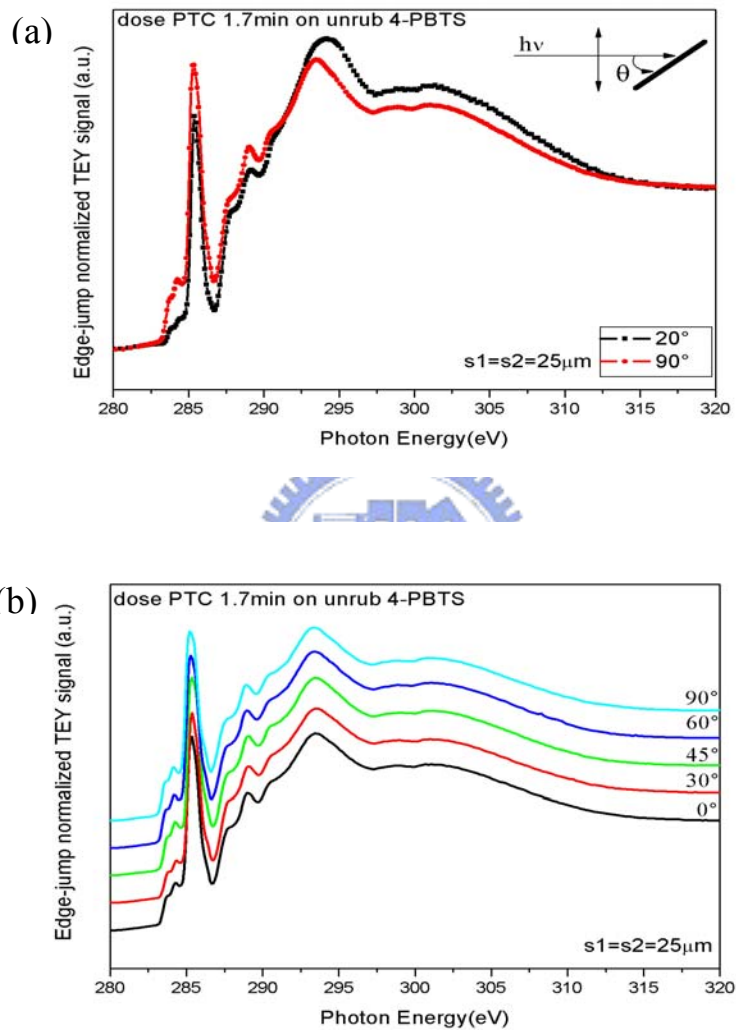 (a)
dose PTC 1.7min on unrub 4-PBTS
hν
θ
Edge-jump normalized TEY signal (a.u.)
s1=s2=25μm
20°
90°
280 285 290 295 300 305 310 315 320
Photon Energy(eV)
(b)
dose PTC 1.7min on unrub 4-PBTS
Edge-jump normalized TEY signal (a.u.)
90°
60°
45°
30°
0°
s1=s2=25μm
280 285 290 295 300 305 310 315 320
Photon Energy(eV)